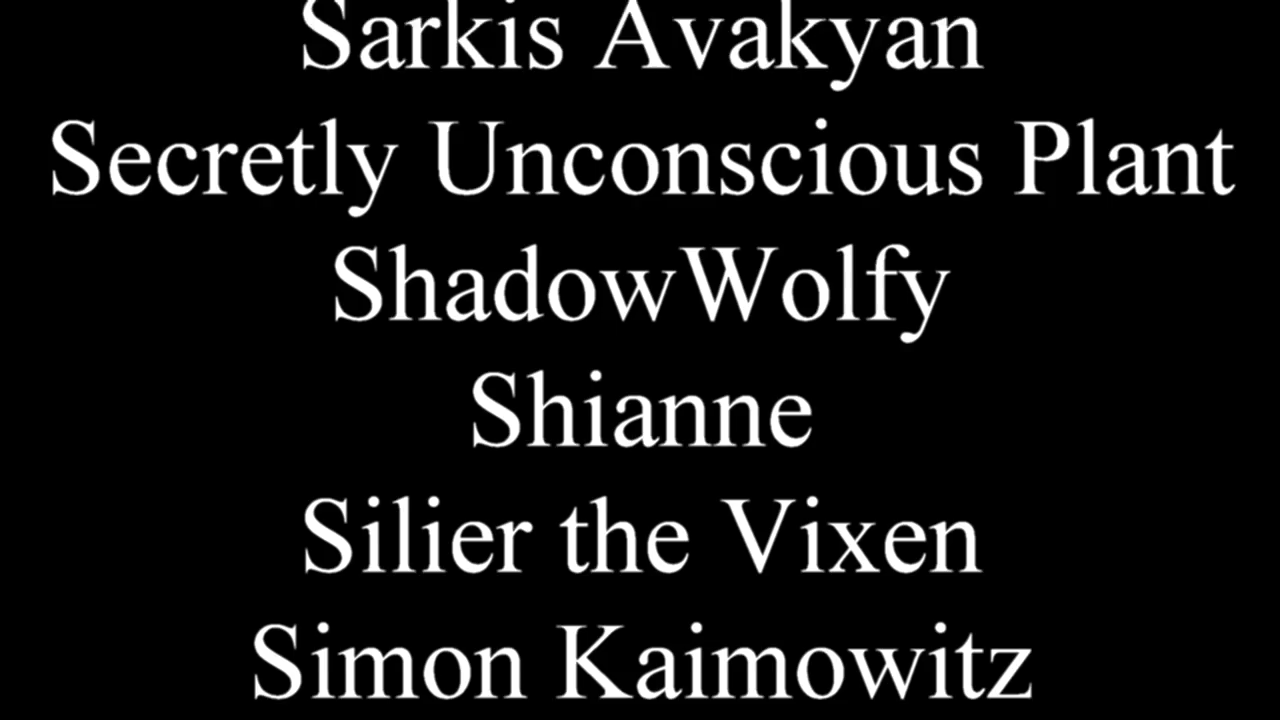 Sarkis Avakyan
Secretly Unconscious Plant
ShadowWolfy
Shianne
Silier the Vixen
Simon Kaimowitz